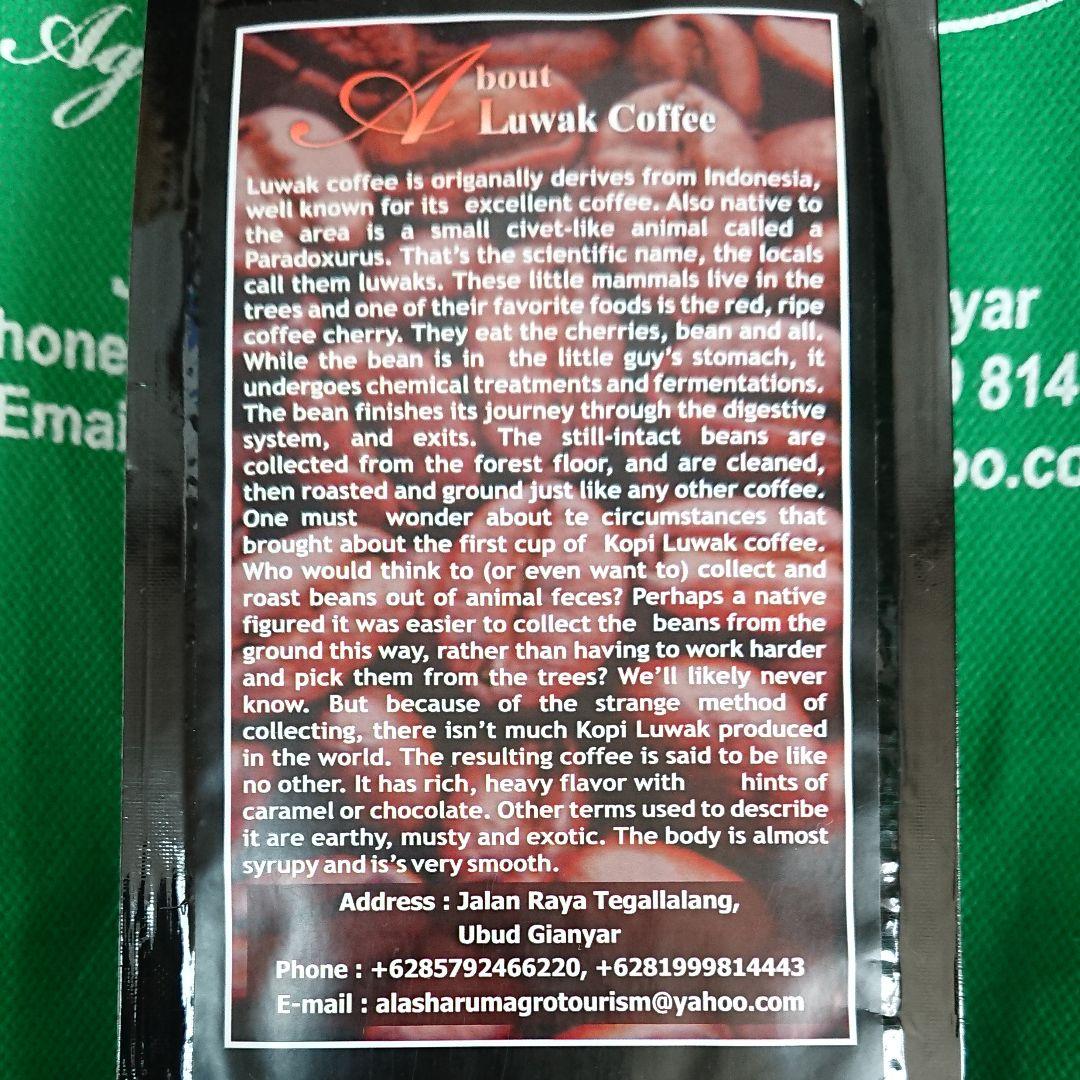 About
Luwak Coffee
Luwak coffee is origanally derives from Indonesia,
well known for its excellent coffee. Also native to
the area is a small civet-like animal called a
Paradoxurus. That's the scientific name, the locals
call them luwaks. These little mammals live in the
trees and one of their favorite foods is the red, ripe
coffee cherry. They eat the cherries, bean and all.
While the bean is in the little guy's stomach, it
undergoes chemical treatments and fermentations.
The bean finishes its journey through the digestive
system, and exits. The still-intact beans are
collected from the forest floor, and are cleaned,
then roasted and ground just like any other coffee.
One must wonder about te circumstances that
brought about the first cup of Kopi Luwak coffee.
Who would think to (or even want to) collect and
roast beans out of animal feces? Perhaps a native
figured it was easier to collect the beans from the
ground this way, rather than having to work harder
and pick them from the trees? We'll likely never
know. But because of the strange method of
collecting, there isn't much Kopi Luwak produced
in the world. The resulting coffee is said to be like
no other. It has rich, heavy flavor with hints of
caramel or chocolate. Other terms used to describe
it are earthy, musty and exotic. The body is almost
syrupy and is's very smooth.
Address : Jalan Raya Tegallalang,
Ubud Gianyar
Phone : +6285792466220, +6281999814443
E-mail : alasharumagrotourism@yahoo.com
Ag
hone
Emai
yar
814
oo.co